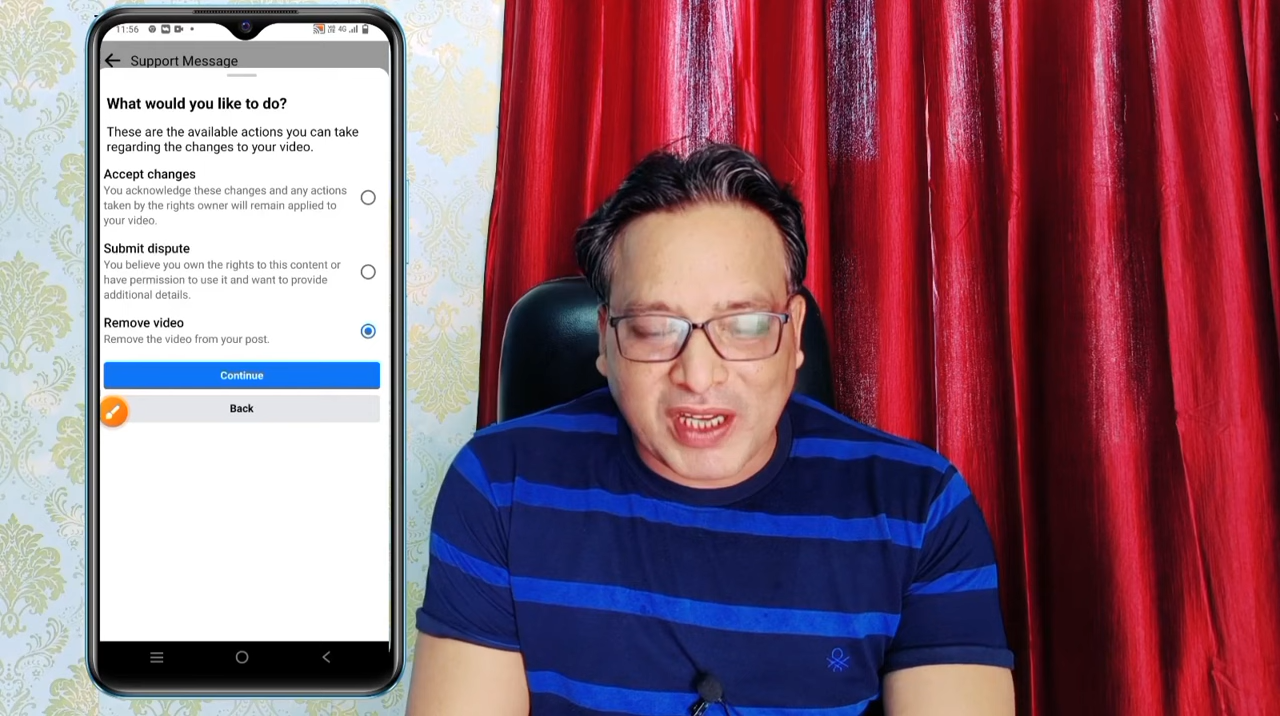 11:56
4G
Support Message
What would you like to do?
These are the available actions you can take
regarding the changes to your video.
Accept changes
You acknowledge these changes and any actions
taken by the rights owner will remain applied to
your video.
Submit dispute
You believe you own the rights to this content or
have permission to use it and want to provide
additional details.
Remove video
Remove the video from your post.
Continue
Back